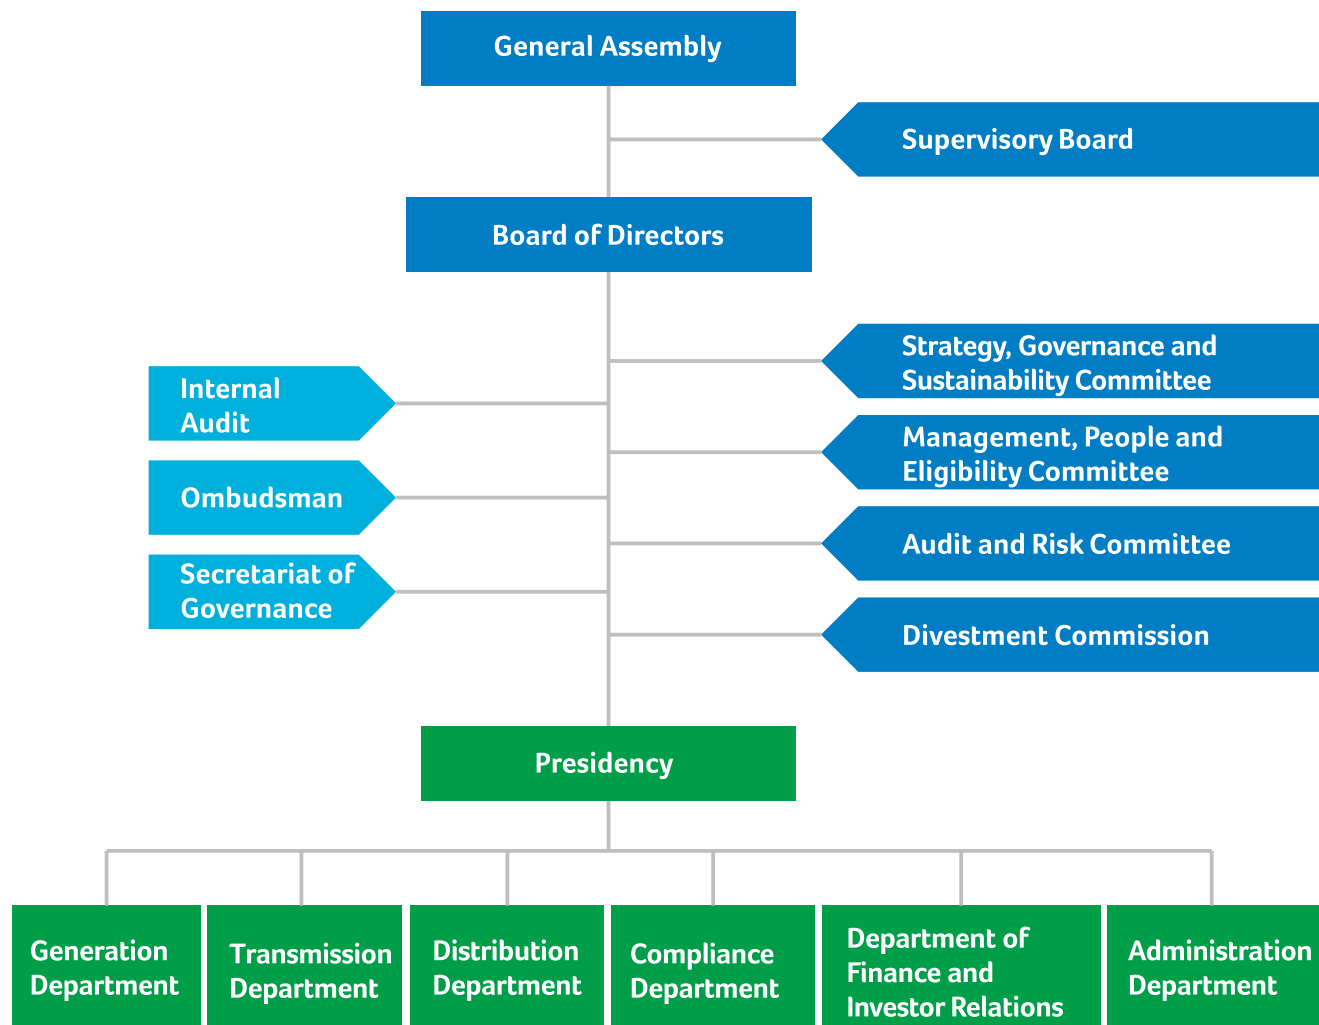 General Assembly
Supervisory Board
Board of Directors
Strategy, Governance and
Sustainability Committee
Internal
Audit
Management, People and
Eligibility Committee
Ombudsman
Audit and Risk Committee
Secretariat of
Governance
Divestment Commission
Presidency
Generation
Department
Transmission
Department
Distribution
Department
Compliance
Department
Department of
Finance and
Investor Relations
Administration
Department